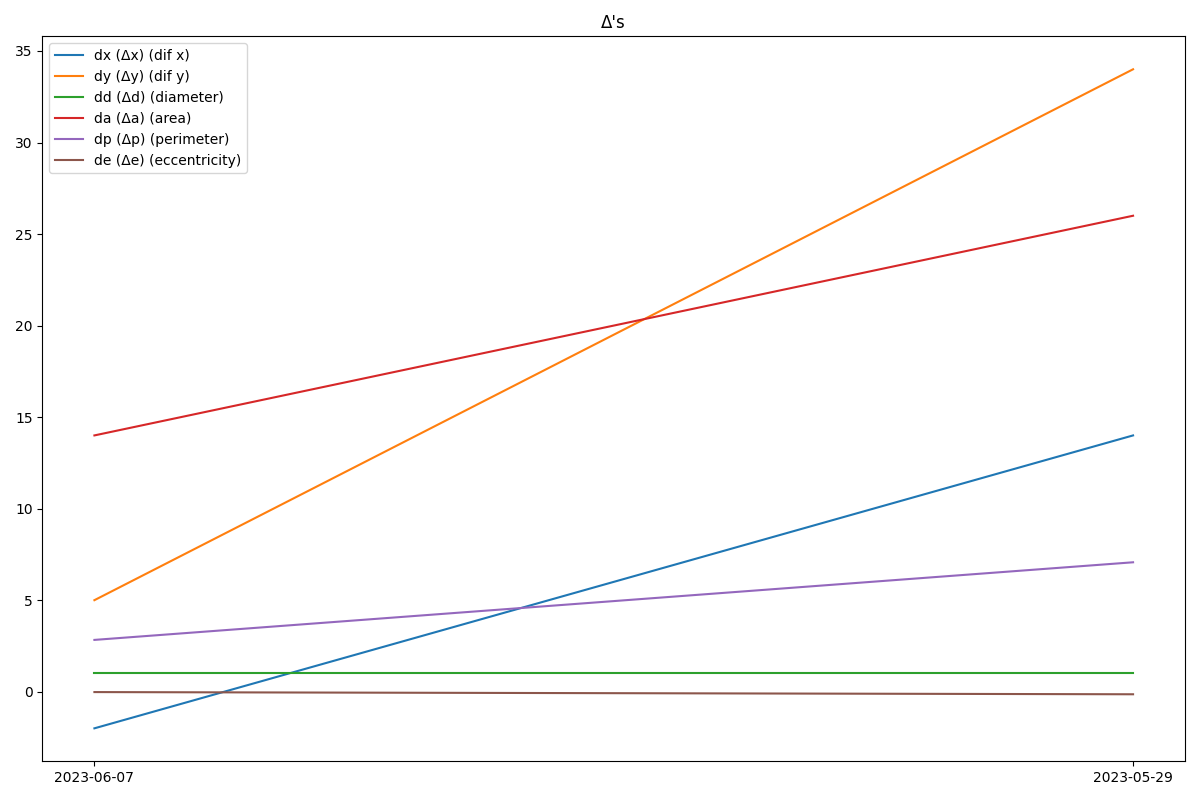 Δ's
dx (Δx) (dif x)
dy (Δy) (dif y)
dd (Δd) (diameter)
da (Δa) (area)
dp (Δp) (perimeter)
de (Δe) (eccentricity)
35
30
25
20
15
10
5
0
2023-06-07
2023-05-29